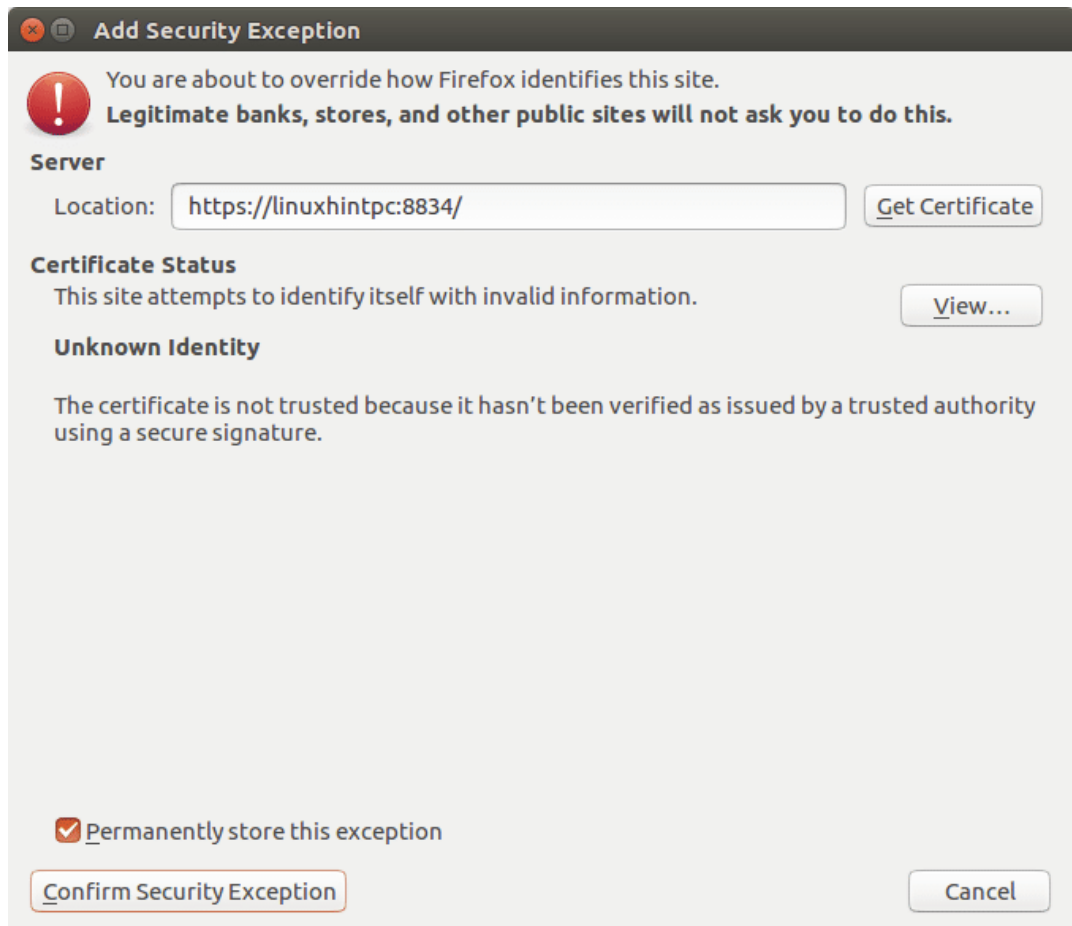 Add Security Exception
You are about to override how Firefox identifies this site.
Legitimate banks, stores, and other public sites will not ask you to do this.
Server
Location: https://linuxhintpc:8834/ Get Certificate
Certificate Status
This site attempts to identify itself with invalid information.
View…
Unknown Identity
The certificate is not trusted because it hasn’t been verified as issued by a trusted authority
using a secure signature.
Permanently store this exception
Confirm Security Exception Cancel